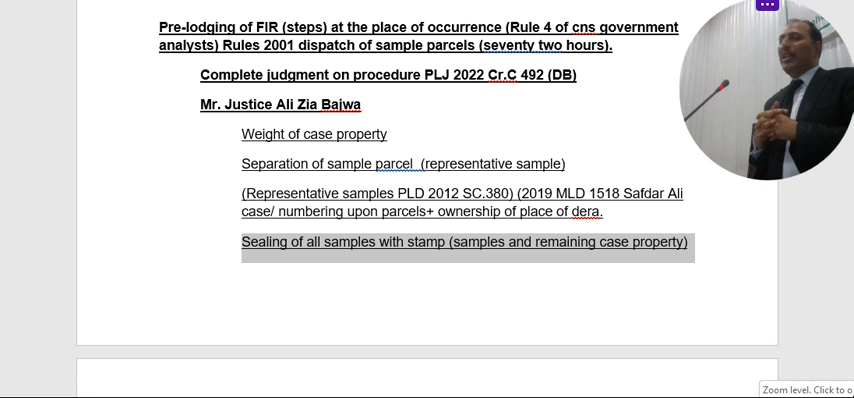 Pre-lodging of FIR (steps) at the place of occurrence (Rule 4 of cns government
analysts) Rules 2001 dispatch of sample parcels (seventy two hours).
Complete judgment on procedure PLJ 2022 Cr.C 492 (DB)
Mr. Justice Ali Zia Bajwa
Weight of case property
Separation of sample parcel (representative sample)
(Representative samples PLD 2012 SC.380) (2019 MLD 1518 Safdar Ali
case/ numbering upon parcels+ ownership of place of dera.
Sealing of all samples with stamp (samples and remaining case property)
Zoom level. Click to o